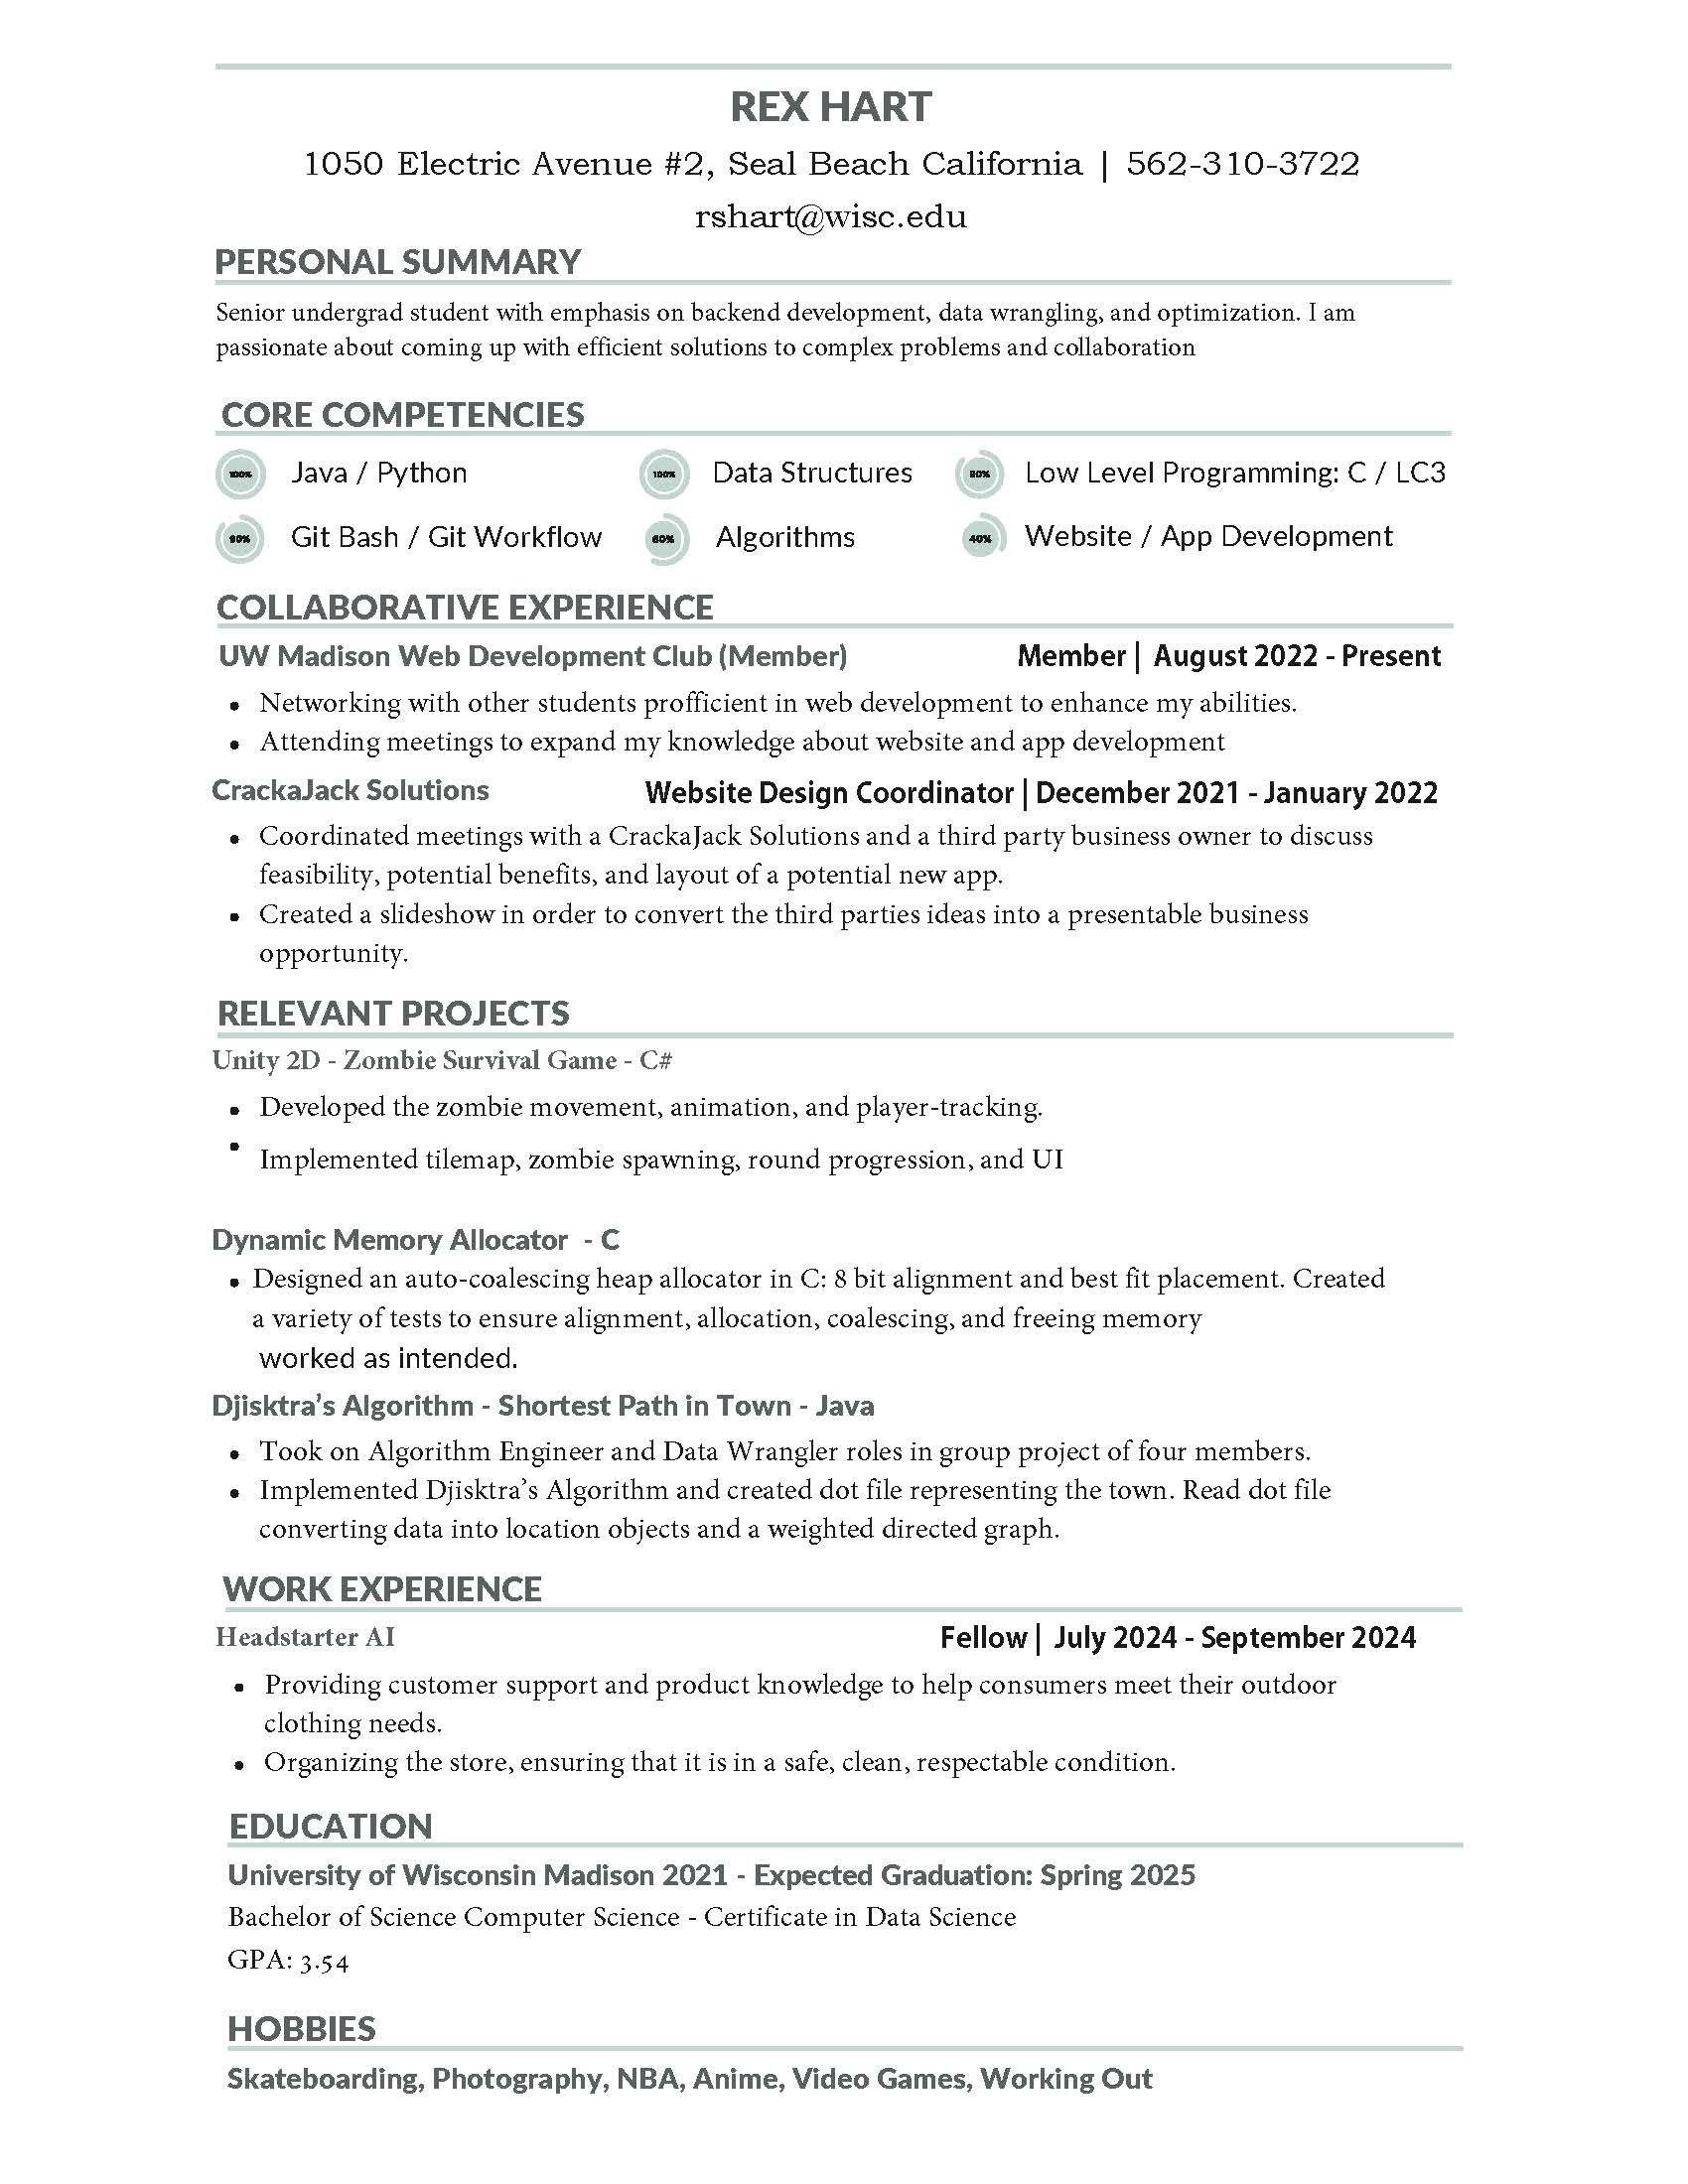 REX HART
1050 Electric Avenue #2, Seal Beach California | 562-310-3722
rshart@wisc.edu
PERSONAL SUMMARY
Senior undergrad student with emphasis on backend development, data wrangling, and optimization. I am
passionate about coming up with efficient solutions to complex problems and collaboration
CORE COMPETENCIES
100% Java / Python 100% Data Structures 90% Low Level Programming: C / LC3
90% Git Bash / Git Workflow 60% Algorithms 40% Website / App Development
COLLABORATIVE EXPERIENCE
UW Madison Web Development Club (Member) Member | August 2022 - Present
• Networking with other students profficient in web development to enhance my abilities.
• Attending meetings to expand my knowledge about website and app development
CrackaJack Solutions Website Design Coordinator | December 2021 - January 2022
• Coordinated meetings with a CrackaJack Solutions and a third party business owner to discuss
feasibility, potential benefits, and layout of a potential new app.
• Created a slideshow in order to convert the third parties ideas into a presentable business
opportunity.
RELEVANT PROJECTS
Unity 2D - Zombie Survival Game - C#
• Developed the zombie movement, animation, and player-tracking.
• Implemented tilemap, zombie spawning, round progression, and UI
Dynamic Memory Allocator - C
• Designed an auto-coalescing heap allocator in C: 8 bit alignment and best fit placement. Created
a variety of tests to ensure alignment, allocation, coalescing, and freeing memory
worked as intended.
Djisktra's Algorithm - Shortest Path in Town - Java
• Took on Algorithm Engineer and Data Wrangler roles in group project of four members.
• Implemented Djisktra's Algorithm and created dot file representing the town. Read dot file
converting data into location objects and a weighted directed graph.
WORK EXPERIENCE
Headstarter AI Fellow | July 2024 - September 2024
• Providing customer support and product knowledge to help consumers meet their outdoor
clothing needs.
• Organizing the store, ensuring that it is in a safe, clean, respectable condition.
EDUCATION
University of Wisconsin Madison 2021 - Expected Graduation: Spring 2025
Bachelor of Science Computer Science - Certificate in Data Science
GPA: 3.54
HOBBIES
Skateboarding, Photography, NBA, Anime, Video Games, Working Out